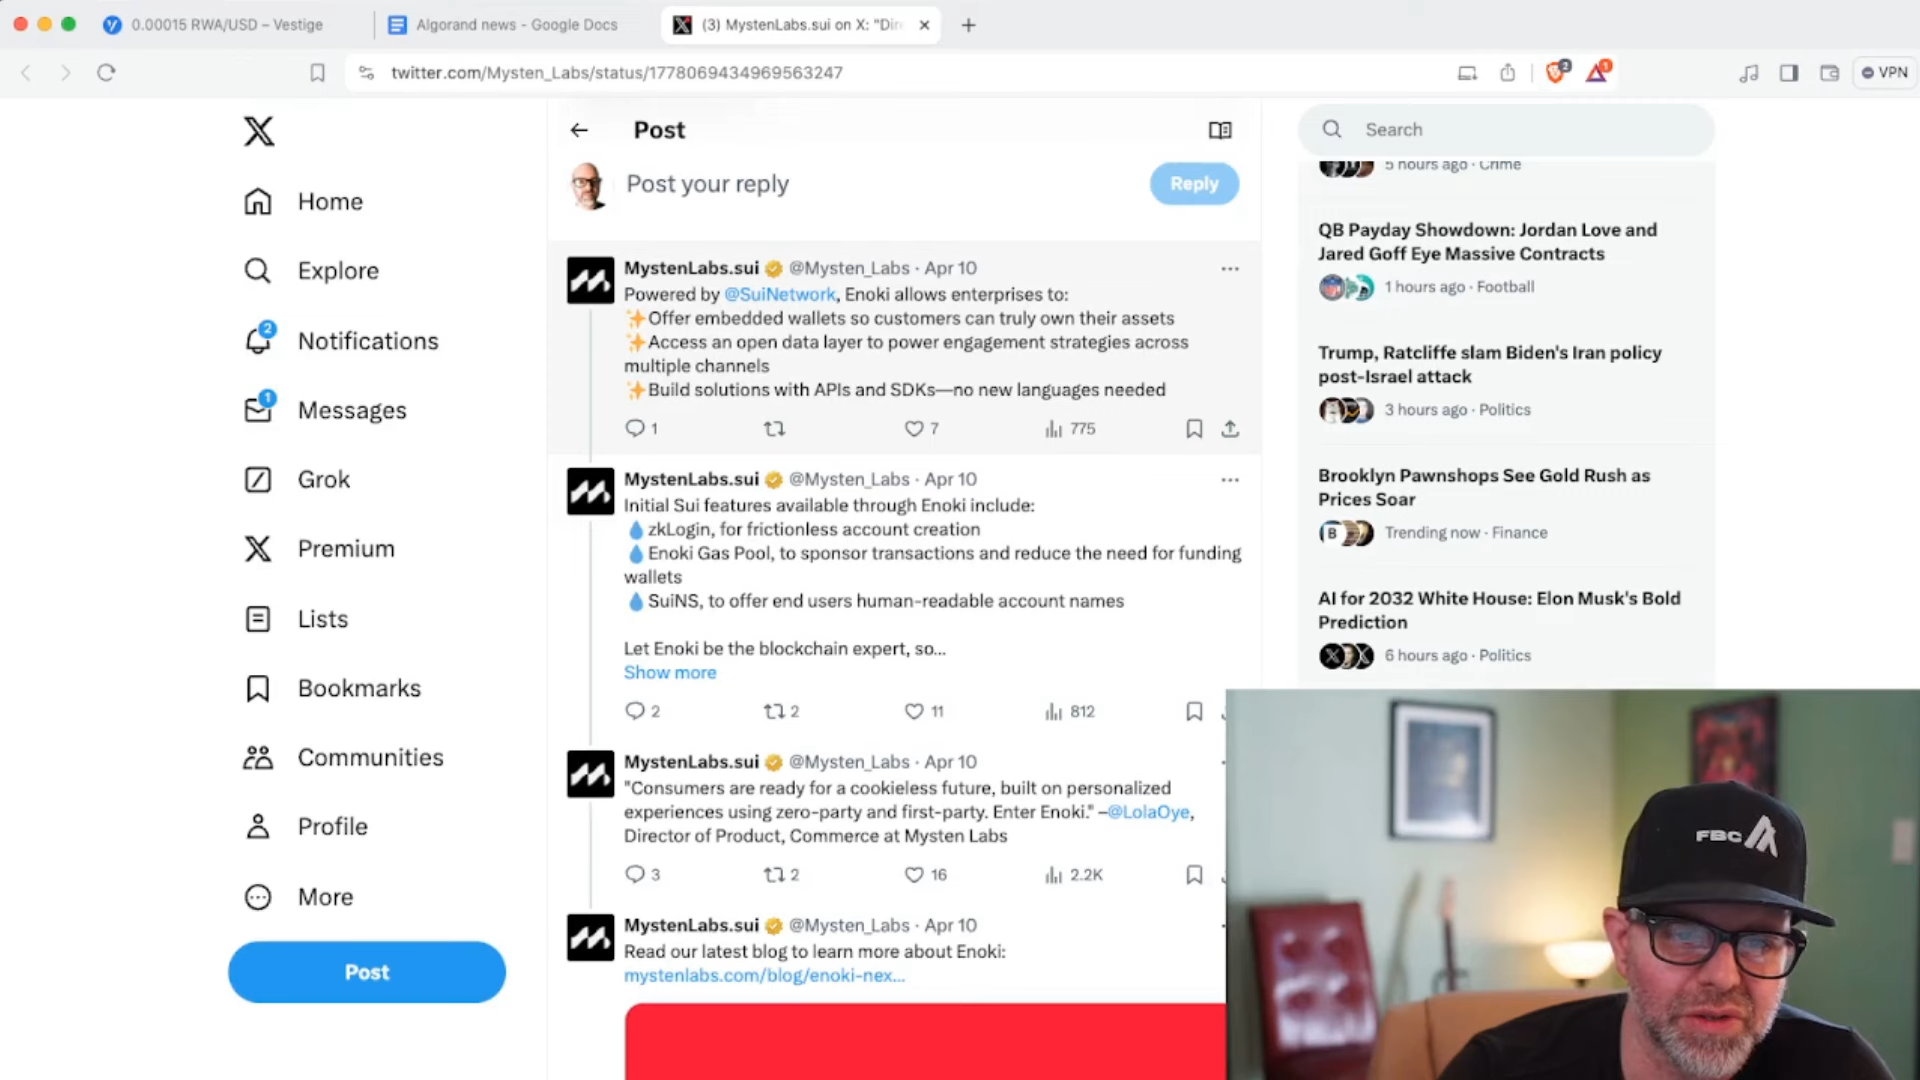 0.00015 RWA/USD – Vestige
Algorand news - Google Docs
(3) MystenLabs.sui on X: "Dir
twitter.com/Mysten_Labs/status/1778069434969563247
2
1
VPN
Home
Explore
2
Notifications
1
Messages
Grok
Premium
Lists
Bookmarks
Communities
Profile
More
Post
Post
Post your reply
Reply
MystenLabs.sui @Mysten_Labs · Apr 10
Powered by @SuiNetwork, Enoki allows enterprises to:
✨Offer embedded wallets so customers can truly own their assets
✨Access an open data layer to power engagement strategies across
multiple channels
✨Build solutions with APIs and SDKs—no new languages needed
1
7
775
MystenLabs.sui @Mysten_Labs · Apr 10
Initial Sui features available through Enoki include:
💧zkLogin, for frictionless account creation
💧Enoki Gas Pool, to sponsor transactions and reduce the need for funding
wallets
💧SuiNS, to offer end users human-readable account names
Let Enoki be the blockchain expert, so...
Show more
2
2
11
812
MystenLabs.sui @Mysten_Labs · Apr 10
"Consumers are ready for a cookieless future, built on personalized
experiences using zero-party and first-party. Enter Enoki." –@LolaOye,
Director of Product, Commerce at Mysten Labs
3
2
16
2.2K
MystenLabs.sui @Mysten_Labs · Apr 10
Read our latest blog to learn more about Enoki:
mystenlabs.com/blog/enoki-nex...
Search
5 hours ago · Crime
QB Payday Showdown: Jordan Love and
Jared Goff Eye Massive Contracts
1 hours ago · Football
Trump, Ratcliffe slam Biden's Iran policy
post-Israel attack
3 hours ago · Politics
Brooklyn Pawnshops See Gold Rush as
Prices Soar
B
Trending now · Finance
AI for 2032 White House: Elon Musk's Bold
Prediction
6 hours ago · Politics
FBC